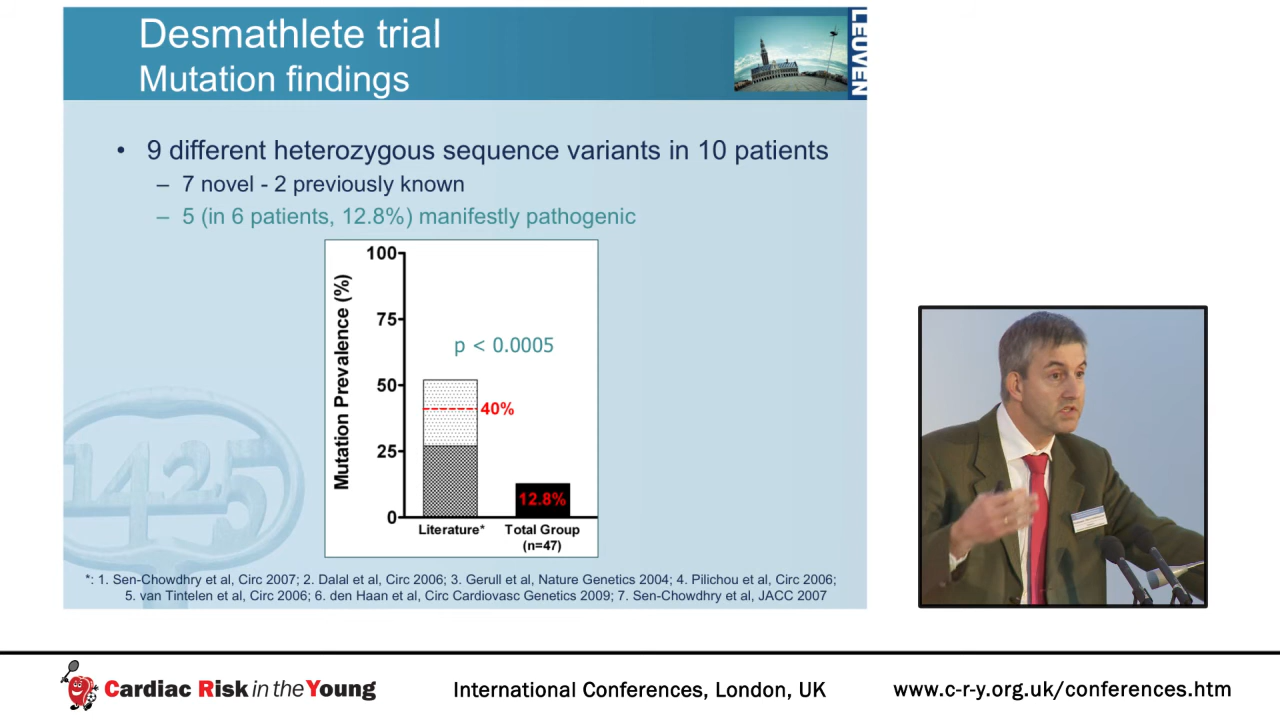 Desmathlete trial
Mutation findings
LEUVEN
• 9 different heterozygous sequence variants in 10 patients
– 7 novel - 2 previously known
– 5 (in 6 patients, 12.8%) manifestly pathogenic
Mutation Prevalence (%)
100
75
50
25
0
p < 0.0005
40%
12.8%
Literature*
Total Group
(n=47)
1425
*: 1. Sen-Chowdhry et al, Circ 2007; 2. Dalal et al, Circ 2006; 3. Gerull et al, Nature Genetics 2004; 4. Pilichou et al, Circ 2006;
5. van Tintelen et al, Circ 2006; 6. den Haan et al, Circ Cardiovasc Genetics 2009; 7. Sen-Chowdhry et al, JACC 2007
Cardiac Risk in the Young
International Conferences, London, UK
www.c-r-y.org.uk/conferences.htm